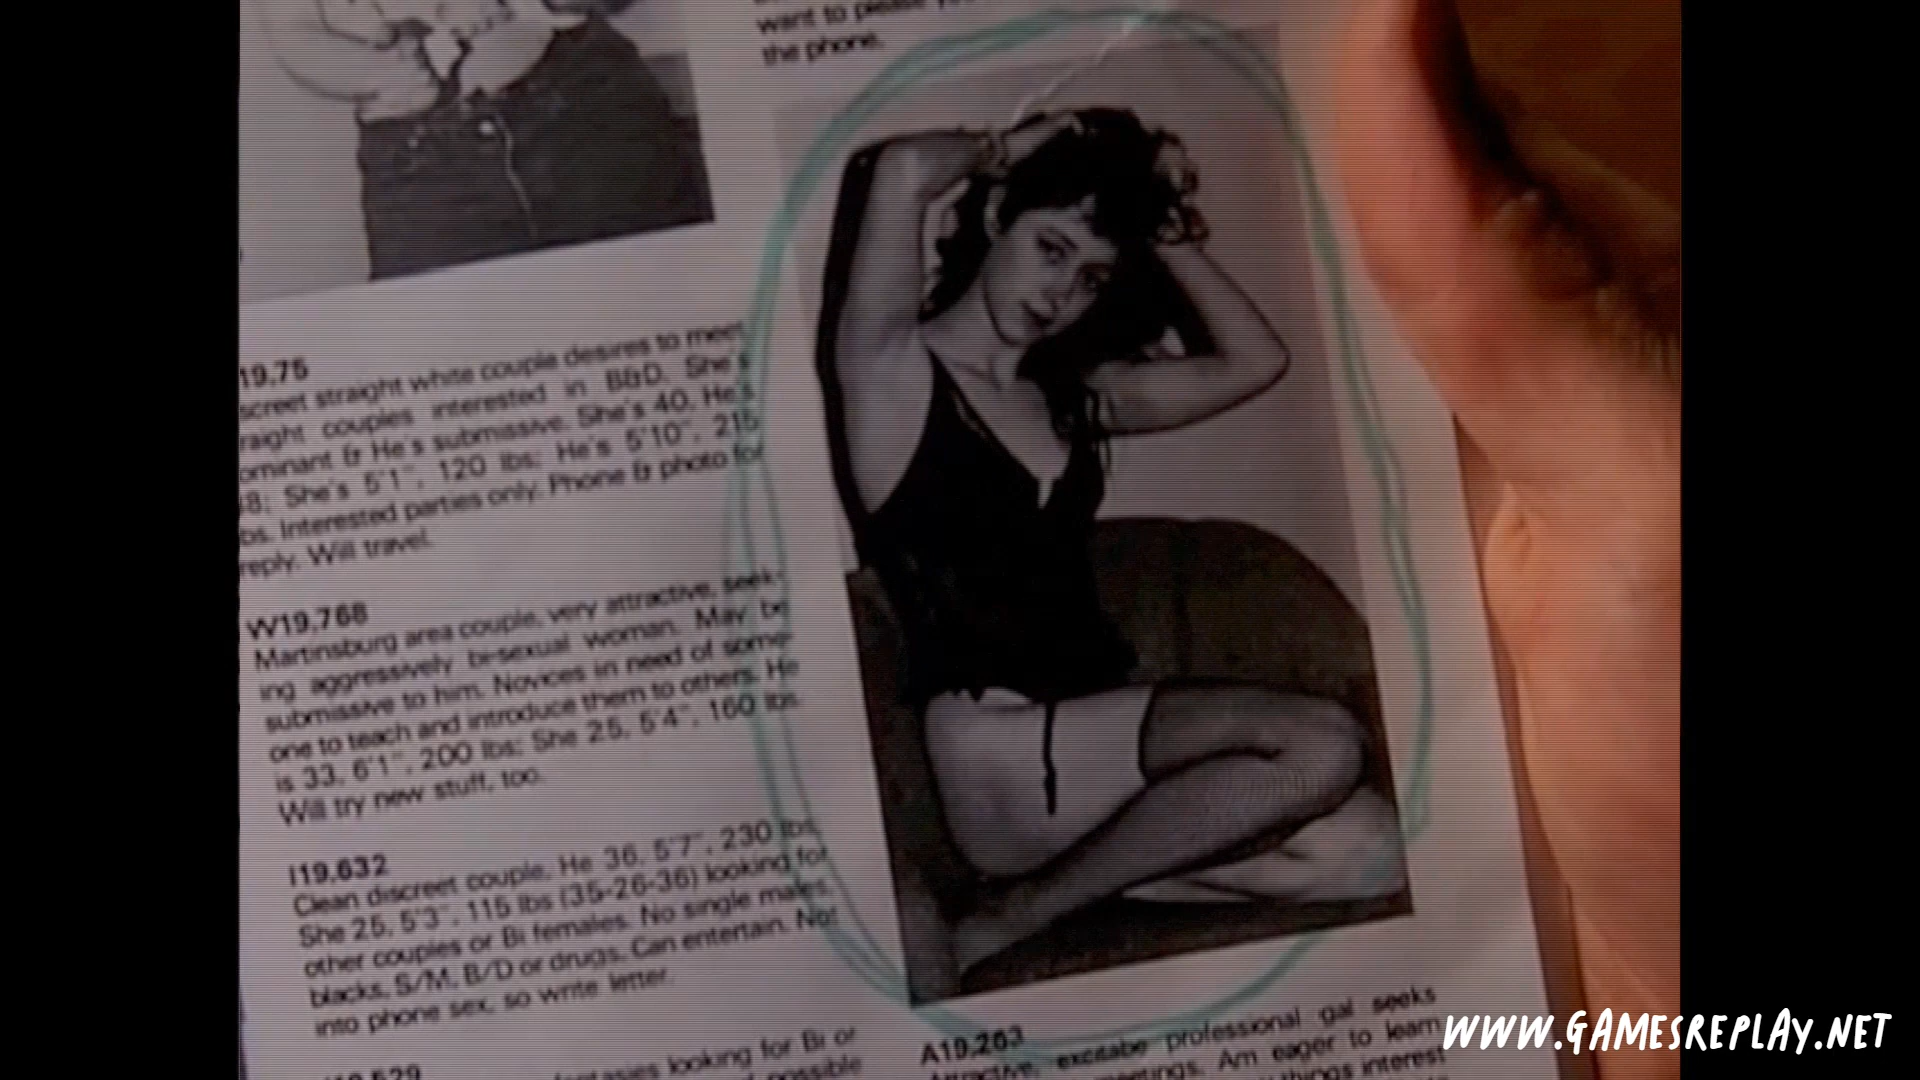 want to please you
the phone.
19,75
screet straight white couple desires to meet
raight couples interested in B&D. She's
ominant & He's submissive. She's 40, He's
18; She's 5'1", 120 lbs; He's 5'10", 215
bs. Interested parties only. Phone & photo for
reply. Will travel.
W19,768
Martinsburg area couple, very attractive, seek-
ing aggressively bi-sexual woman. May be
submissive to him. Novices in need of some-
one to teach and introduce them to others. He
is 33, 6'1", 200 lbs; She 25, 5'4", 160 lbs.
Will try new stuff, too.
I19,632
Clean discreet couple. He 36, 5'7", 230 lbs.
She 25, 5'3", 115 lbs (35-26-36) looking for
other couples or Bi females. No single males,
blacks, S/M, B/D or drugs. Can entertain. Not
into phone sex, so write letter.
19,529
fantasies looking for Bi or
possible
A19,263
Attractive, excitabe professional gal seeks
meetings. Am eager to learn
things interest
WWW.GAMESREPLAY.NET